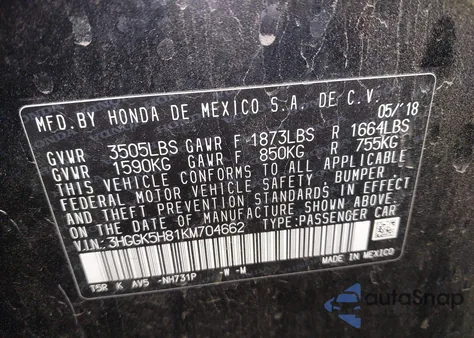 MFD.BY HONDA DE MEXICO S.A. DE C.V. 05/'18
GVWR 3505LBS GAWR F 1873LBS R 1664LBS
GVWR 1590KG GAWR F 850KG R 755KG
THIS VEHICLE CONFORMS TO ALL APPLICABLE
FEDERAL MOTOR VEHICLE SAFETY, BUMPER,
AND THEFT PREVENTION STANDARDS IN EFFECT
ON THE DATE OF MANUFACTURE SHOWN ABOVE.
V.I.N:3HGGK5H81KM704662 TYPE:PASSENGER CAR
T5R K AV5 -NH731P -W -M
MADE IN MEXICO
autoSnap